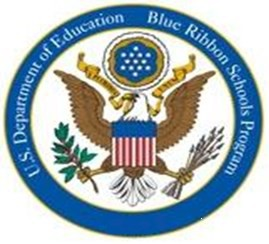 U.S. Department of Education
Blue Ribbon Schools Program